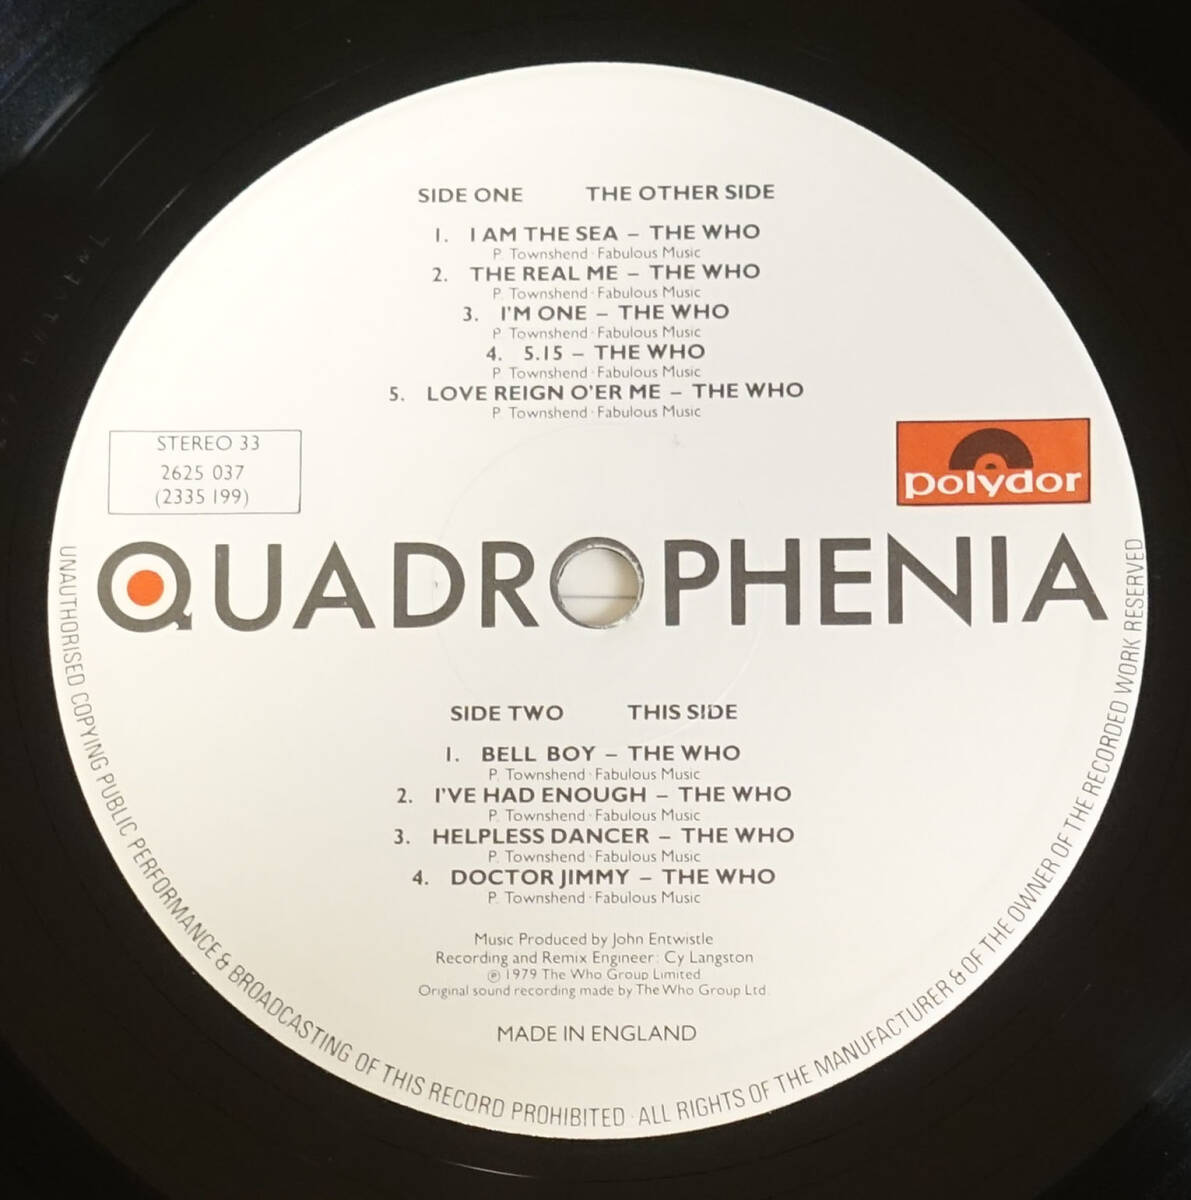 SIDE ONE THE OTHER SIDE
1. I AM THE SEA – THE WHO
P. Townshend · Fabulous Music
2. THE REAL ME – THE WHO
P. Townshend · Fabulous Music
3. I'M ONE – THE WHO
P. Townshend · Fabulous Music
4. 5.15 – THE WHO
P. Townshend · Fabulous Music
5. LOVE REIGN O'ER ME – THE WHO
P. Townshend · Fabulous Music
STEREO 33
2625 037
(2335 199)
polydor
QUADROPHENIA
SIDE TWO THIS SIDE
1. BELL BOY – THE WHO
P. Townshend · Fabulous Music
2. I'VE HAD ENOUGH – THE WHO
P. Townshend · Fabulous Music
3. HELPLESS DANCER – THE WHO
P. Townshend · Fabulous Music
4. DOCTOR JIMMY – THE WHO
P. Townshend · Fabulous Music
Music Produced by John Entwistle
Recording and Remix Engineer: Cy Langston
℗ 1979 The Who Group Limited
Original sound recording made by The Who Group Ltd.
MADE IN ENGLAND
UNAUTHORISED COPYING PUBLIC PERFORMANCE & BROADCASTING OF THIS RECORD PROHIBITED · ALL RIGHTS OF THE MANUFACTURER & OF THE OWNER OF THE RECORDED WORK RESERVED